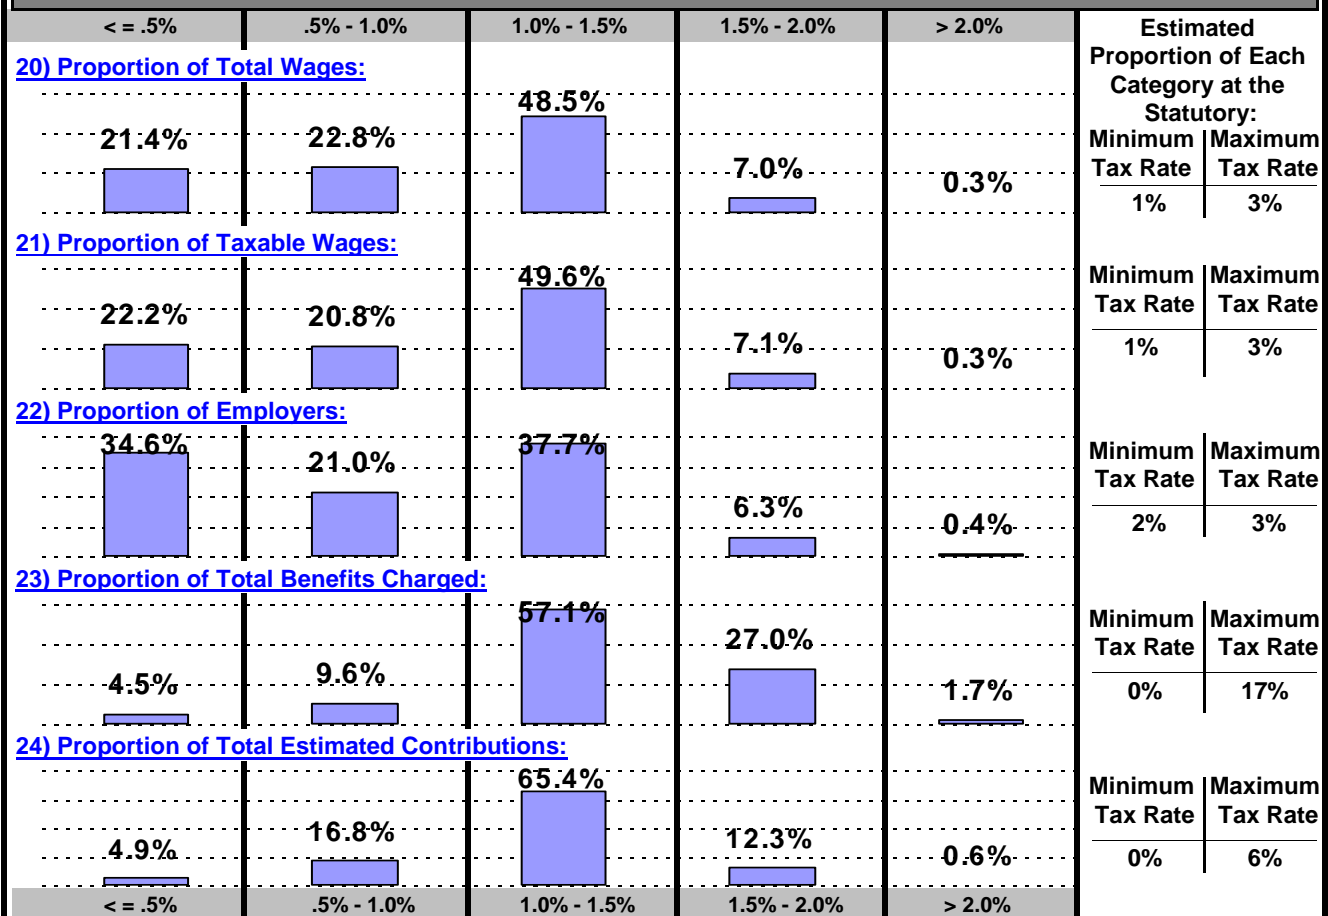 < = .5% .5% - 1.0% 1.0% - 1.5% 1.5% - 2.0% > 2.0%
Estimated
Proportion of Each
Category at the
Statutory:
20) Proportion of Total Wages:
21.4% 22.8% 48.5% 7.0% 0.3%
Minimum Maximum
Tax Rate Tax Rate
1% 3%
21) Proportion of Taxable Wages:
22.2% 20.8% 49.6% 7.1% 0.3%
Minimum Maximum
Tax Rate Tax Rate
1% 3%
22) Proportion of Employers:
34.6% 21.0% 37.7% 6.3% 0.4%
Minimum Maximum
Tax Rate Tax Rate
2% 3%
23) Proportion of Total Benefits Charged:
4.5% 9.6% 57.1% 27.0% 1.7%
Minimum Maximum
Tax Rate Tax Rate
0% 17%
24) Proportion of Total Estimated Contributions:
4.9% 16.8% 65.4% 12.3% 0.6%
Minimum Maximum
Tax Rate Tax Rate
0% 6%
< = .5% .5% - 1.0% 1.0% - 1.5% 1.5% - 2.0% > 2.0%